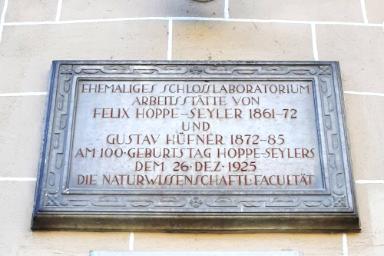 EHEMALIGES SCHLOSSLABORATORIUM
ARBEITSSTÄTTE VON
FELIX HOPPE-SEYLER 1861-72
UND
GUSTAV HÜFNER 1872-85
AM 100·GEBURTSTAG HOPPE-SEYLERS
DEM 26·DEZ·1925
DIE NATURWISSENSCHAFTL·FACULTÄT